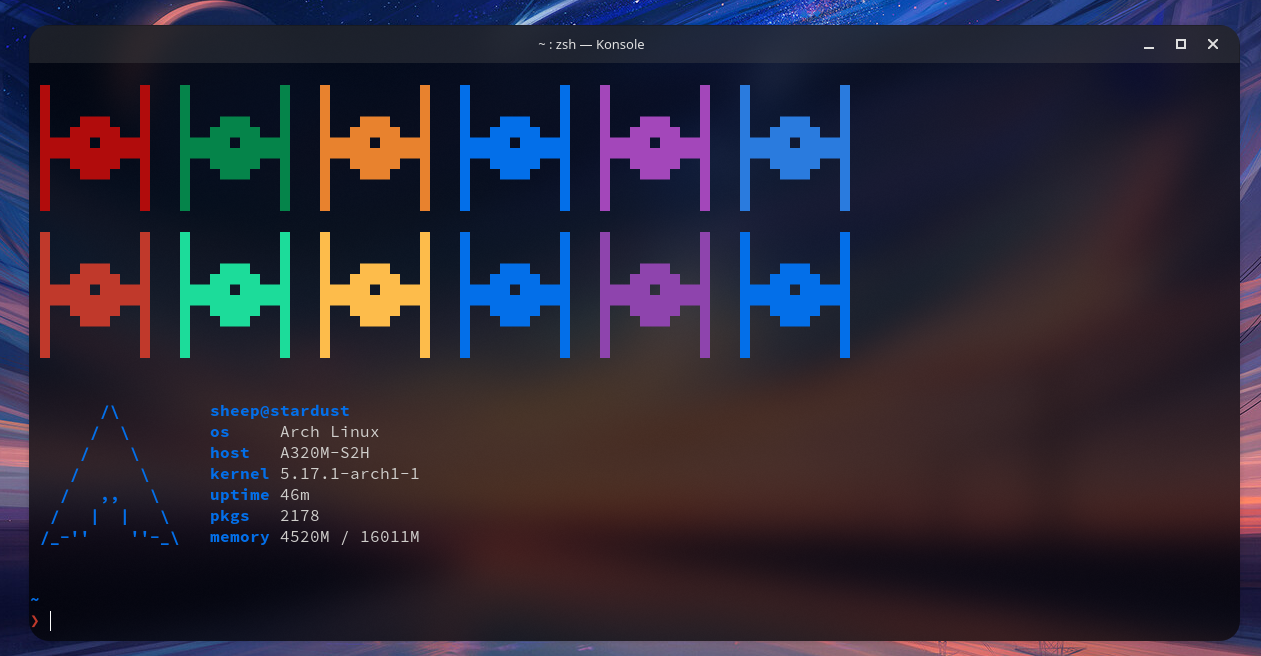 ~ : zsh — Konsole
sheep@stardust
os Arch Linux
host A320M-S2H
kernel 5.17.1-arch1-1
uptime 46m
pkgs 2178
memory 4520M / 16011M
~
❯